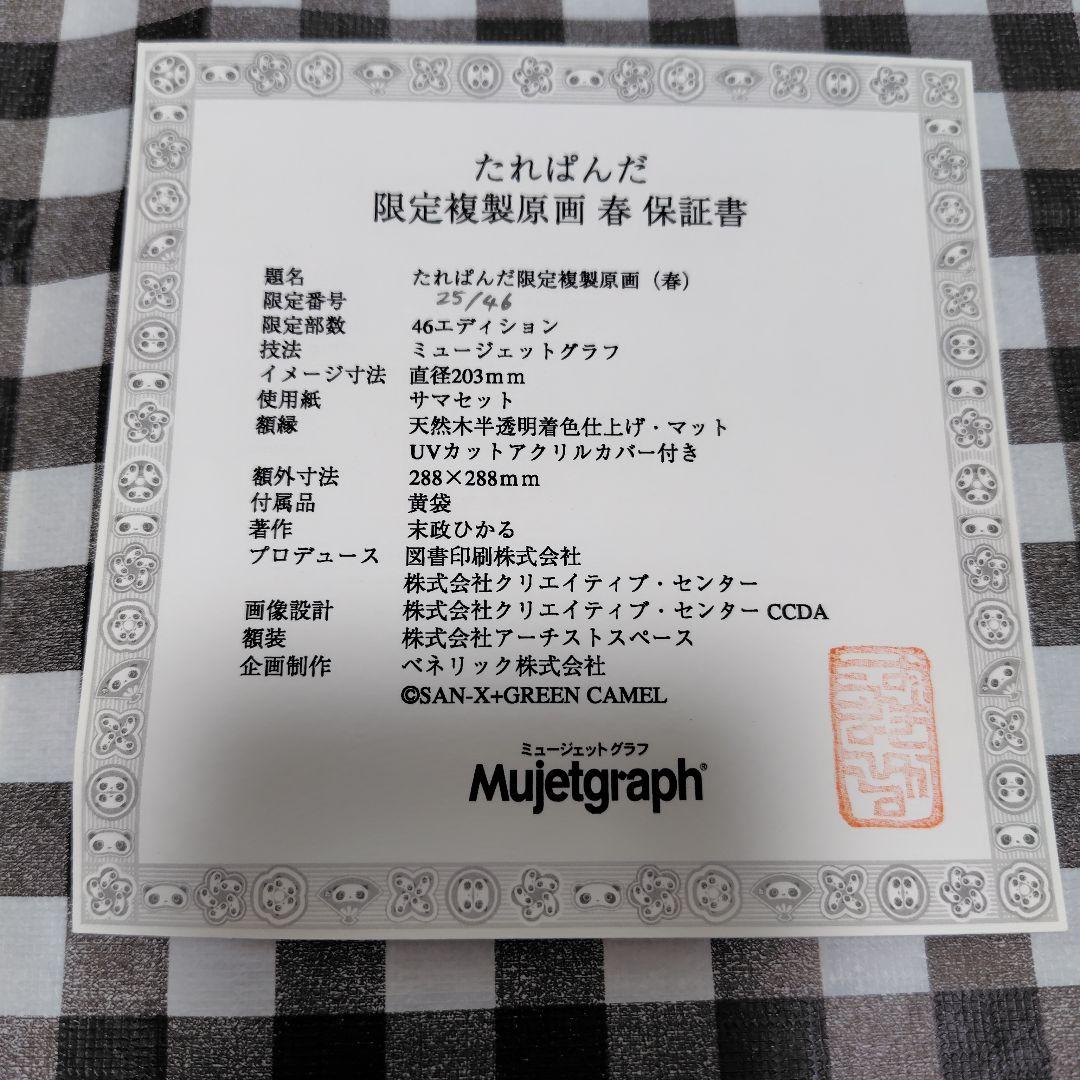 たれぱんだ
限定複製原画 春 保証書
題名 たれぱんだ限定複製原画（春）
限定番号 25/46
限定部数 46エディション
技法 ミュージェットグラフ
イメージ寸法 直径203mm
使用紙 サマセット
額縁 天然木半透明着色仕上げ・マット
UVカットアクリルカバー付き
額外寸法 288×288mm
付属品 黄袋
著作 末政ひかる
プロデュース 図書印刷株式会社
株式会社クリエイティブ・センター
画像設計 株式会社クリエイティブ・センター CCDA
額装 株式会社アーチストスペース
企画制作 ベネリック株式会社
©SAN-X+GREEN CAMEL
ミュージェットグラフ
Mujetgraph®